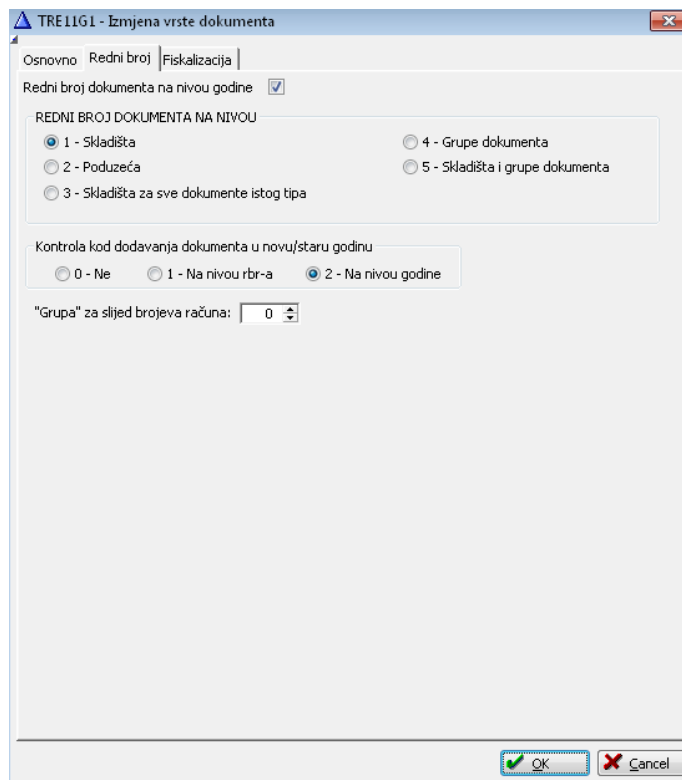 TRE11G1 - Izmjena vrste dokumenta
Osnovno Redni broj Fiskalizacija
Redni broj dokumenta na nivou godine
REDNI BROJ DOKUMENTA NA NIVOU
1 - Skladišta
4 - Grupe dokumenta
2 - Poduzeća
5 - Skladišta i grupe dokumenta
3 - Skladišta za sve dokumente istog tipa
Kontrola kod dodavanja dokumenta u novu/staru godinu
0 - Ne 1 - Na nivou rbr-a 2 - Na nivou godine
"Grupa" za slijed brojeva računa: 0
OK Cancel